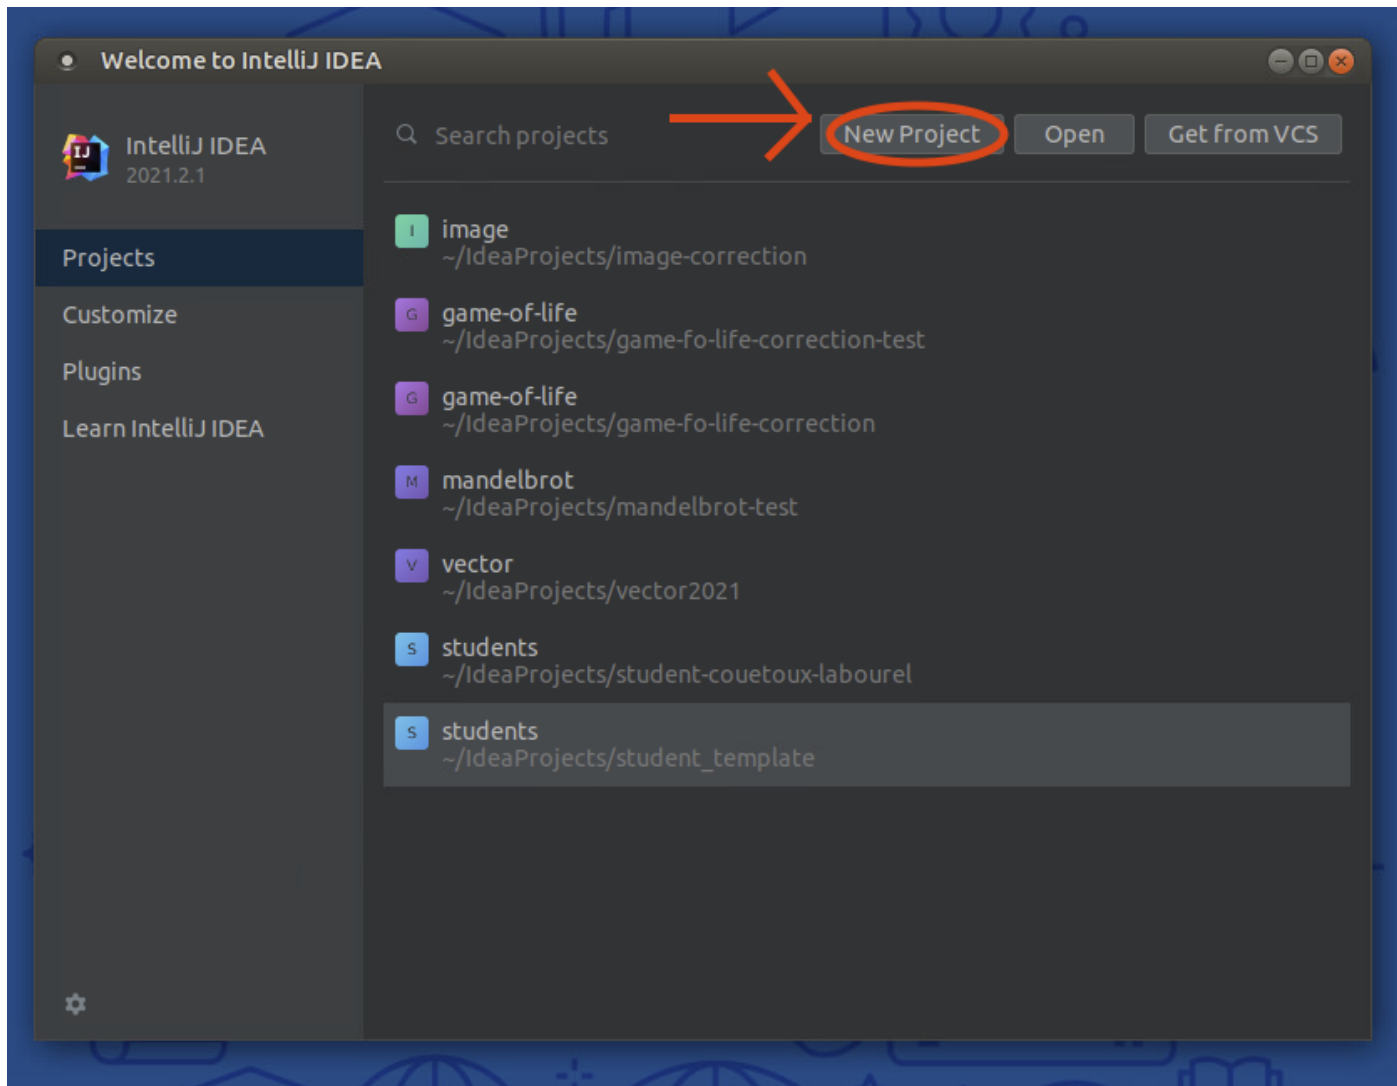 Welcome to IntelliJ IDEA
IJ
IntelliJ IDEA
2021.2.1
Search projects
New Project
Open
Get from VCS
Projects
Customize
Plugins
Learn IntelliJ IDEA
I
image
~/IdeaProjects/image-correction
G
game-of-life
~/IdeaProjects/game-fo-life-correction-test
G
game-of-life
~/IdeaProjects/game-fo-life-correction
M
mandelbrot
~/IdeaProjects/mandelbrot-test
V
vector
~/IdeaProjects/vector2021
S
students
~/IdeaProjects/student-couetoux-labourel
S
students
~/IdeaProjects/student_template